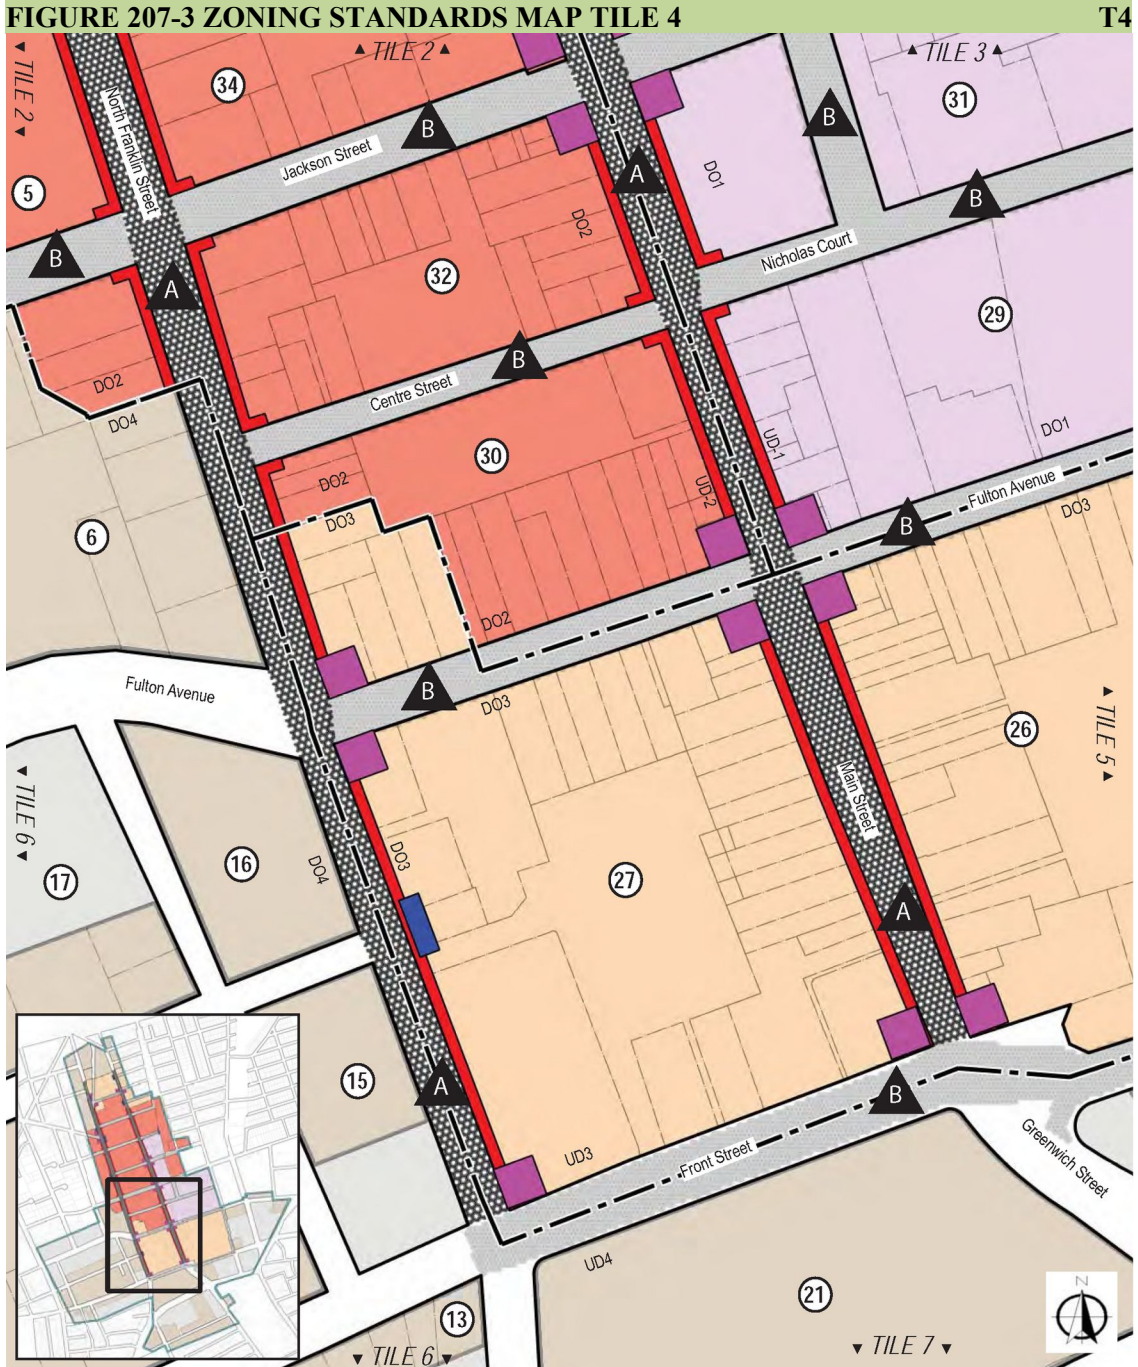 FIGURE 207-3 ZONING STANDARDS MAP TILE 4 T4
▲ TILE 2 ▲
▲ TILE 3 ▲
▲ TILE 2 ▼
34
31
North Franklin Street
B
B
Jackson Street
A
DO1
B
5
DO2
Nicholas Court
B
A
32
29
DO2
B
Centre Street
DO4
DO1
UD-1
30
DO2
UD-2
Fulton Avenue
DO3
DO3
B
6
DO2
Fulton Avenue
B
DO3
26
◄ TILE 5 ►
Main Street
◄ TILE 6 ►
17
16
DO4
DO3
27
A
15
A
B
Greenwich Street
Front Street
UD3
UD4
21
N
13
▼ TILE 6 ▼
▼ TILE 7 ▼